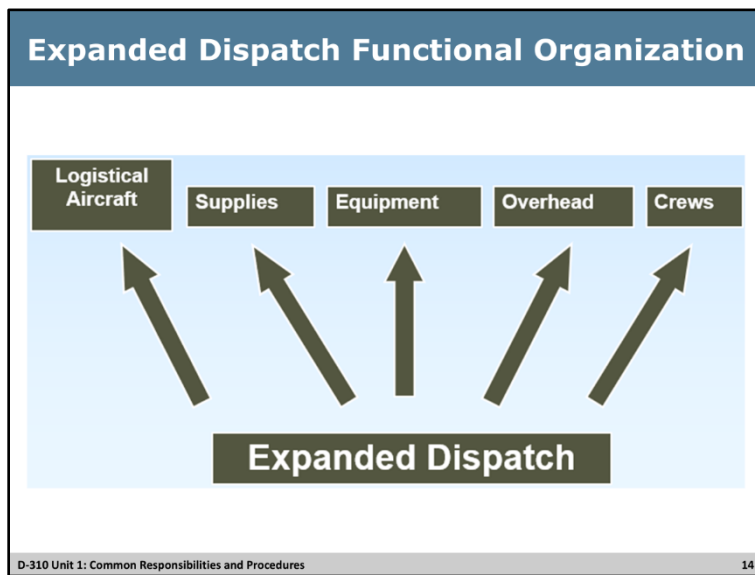 Expanded Dispatch Functional Organization
Logistical
Aircraft
Supplies
Equipment
Overhead
Crews
Expanded Dispatch
D-310 Unit 1: Common Responsibilities and Procedures
14